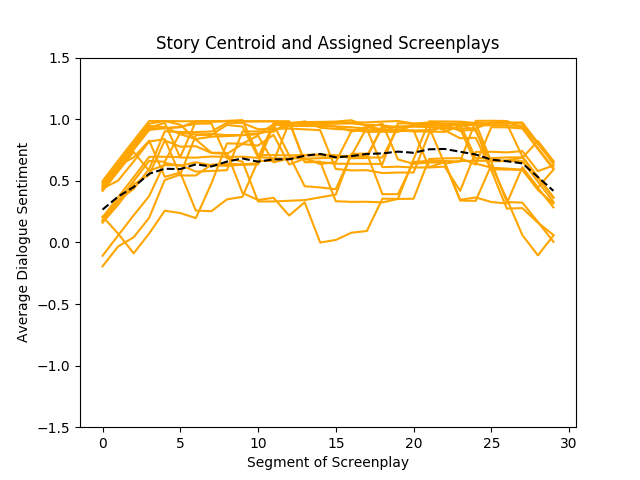 Story Centroid and Assigned Screenplays
1.5
1.0
0.5
0.0
−0.5
−1.0
−1.5
Average Dialogue Sentiment
0 5 10 15 20 25 30
Segment of Screenplay